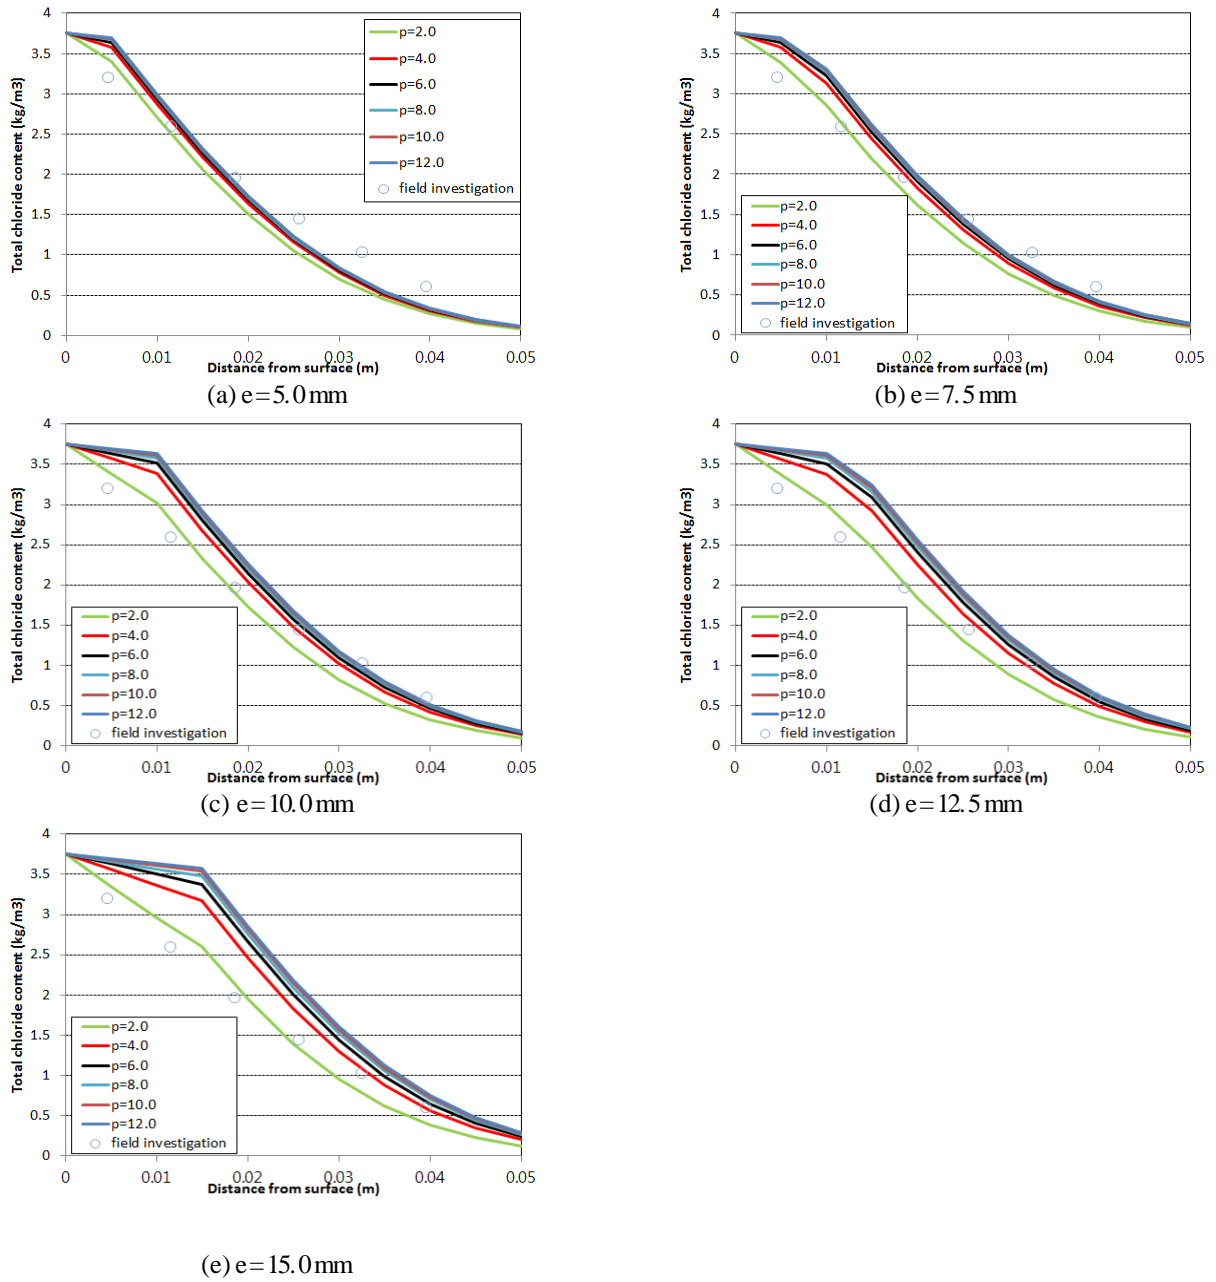 Total chloride content (kg/m3)
4
3.5
3
2.5
2
1.5
1
0.5
0
p=2.0
p=4.0
p=6.0
p=8.0
p=10.0
p=12.0
field investigation
0 0.01 0.02 0.03 0.04 0.05
Distance from surface (m)
(a) e=5.0 mm
Total chloride content (kg/m3)
4
3.5
3
2.5
2
1.5
1
0.5
0
p=2.0
p=4.0
p=6.0
p=8.0
p=10.0
p=12.0
field investigation
0 0.01 0.02 0.03 0.04 0.05
Distance from surface (m)
(b) e=7.5 mm
Total chloride content (kg/m3)
4
3.5
3
2.5
2
1.5
1
0.5
0
p=2.0
p=4.0
p=6.0
p=8.0
p=10.0
p=12.0
field investigation
0 0.01 0.02 0.03 0.04 0.05
Distance from surface (m)
(c) e=10.0 mm
Total chloride content (kg/m3)
4
3.5
3
2.5
2
1.5
1
0.5
0
p=2.0
p=4.0
p=6.0
p=8.0
p=10.0
p=12.0
field investigation
0 0.01 0.02 0.03 0.04 0.05
Distance from surface (m)
(d) e=12.5 mm
Total chloride content (kg/m3)
4
3.5
3
2.5
2
1.5
1
0.5
0
p=2.0
p=4.0
p=6.0
p=8.0
p=10.0
p=12.0
field investigation
0 0.01 0.02 0.03 0.04 0.05
Distance from surface (m)
(e) e=15.0 mm